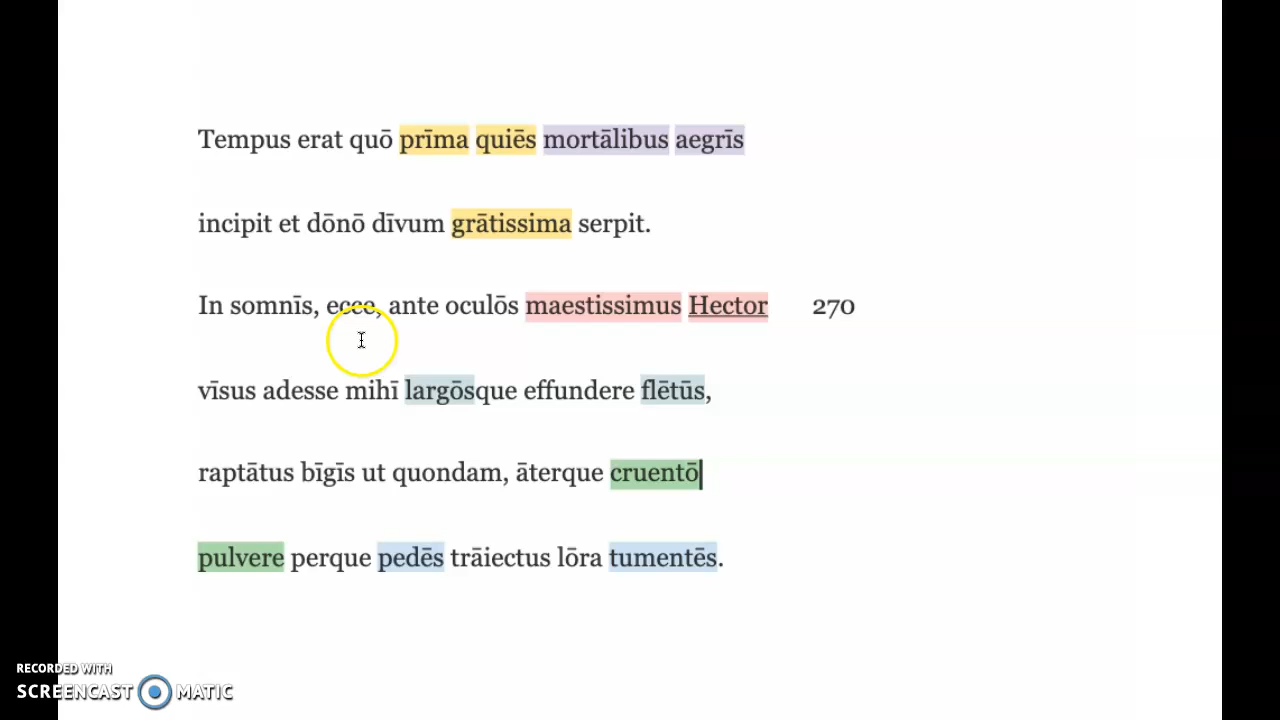 Tempus erat quō prīma quiēs mortālibus aegrīs
incipit et dōnō dīvum grātissima serpit.
In somnīs, ecce, ante oculōs maestissimus Hector 270
vīsus adesse mihī largōsque effundere flētūs,
raptātus bīgīs ut quondam, āterque cruentō
pulvere perque pedēs trāiectus lōra tumentēs.
RECORDED WITH
SCREENCAST MATIC